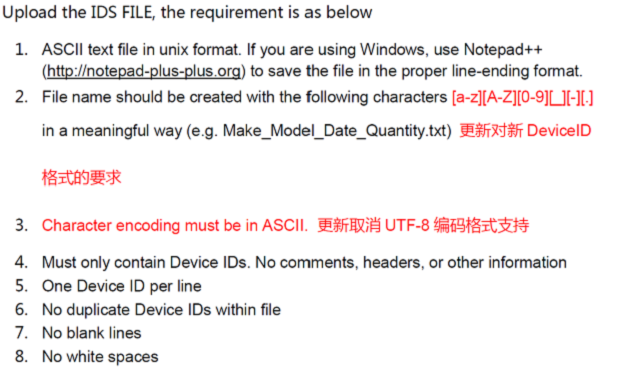 Upload the IDS FILE, the requirement is as below
1. ASCII text file in unix format. If you are using Windows, use Notepad++
(http://notepad-plus-plus.org) to save the file in the proper line-ending format.
2. File name should be created with the following characters [a-z][A-Z][0-9][_][-][.]
in a meaningful way (e.g. Make_Model_Date_Quantity.txt) 更新对新 DeviceID
格式的要求
3. Character encoding must be in ASCII. 更新取消 UTF-8 编码格式支持
4. Must only contain Device IDs. No comments, headers, or other information
5. One Device ID per line
6. No duplicate Device IDs within file
7. No blank lines
8. No white spaces